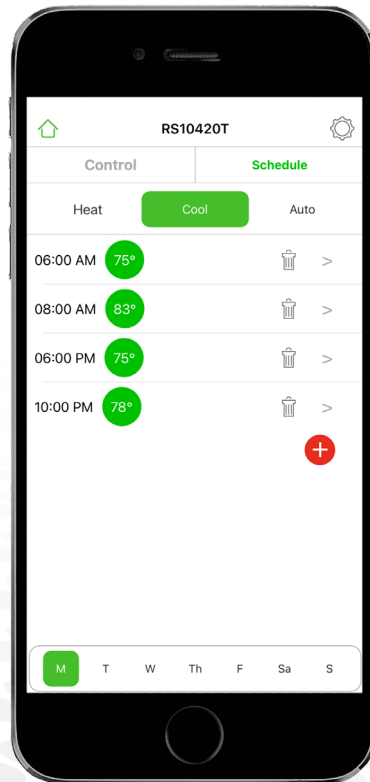 RS10420T
Control Schedule
Heat Cool Auto
06:00 AM 75° >
08:00 AM 83° >
06:00 PM 75° >
10:00 PM 78° >
+
M T W Th F Sa S